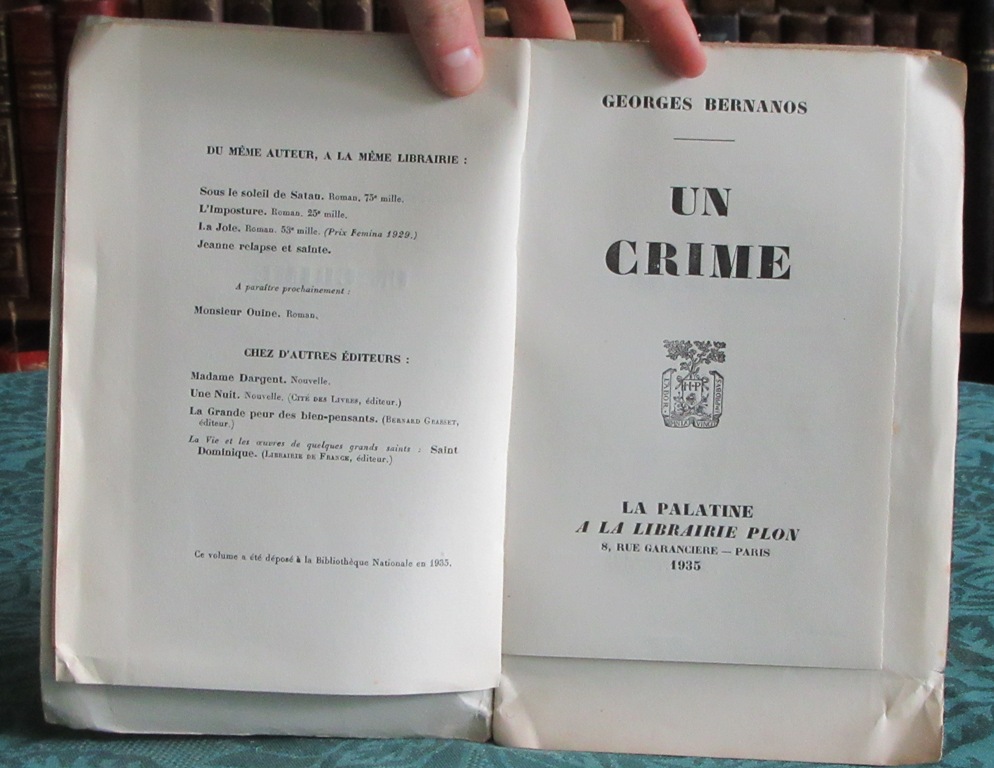 DU MÊME AUTEUR, A LA MÊME LIBRAIRIE :
Sous le soleil de Satan. Roman. 75e mille.
L'Imposture. Roman. 25e mille.
La Joie. Roman. 53e mille. (Prix Femina 1929.)
Jeanne relapse et sainte.
A paraître prochainement :
Monsieur Ouine. Roman.
CHEZ D'AUTRES ÉDITEURS :
Madame Dargent. Nouvelle.
Une Nuit. Nouvelle. (CITÉ DES LIVRES, éditeur.)
La Grande peur des bien-pensants. (BERNARD GRASSET,
éditeur.)
La Vie et les œuvres de quelques grands saints : Saint
Dominique. (LIBRAIRIE DE FRANCE, éditeur.)
Ce volume a été déposé à la Bibliothèque Nationale en 1935.
GEORGES BERNANOS
UN
CRIME
LABOR
H·P
LA PALATINE
A LA LIBRAIRIE PLON
8, RUE GARANCIERE — PARIS
1935